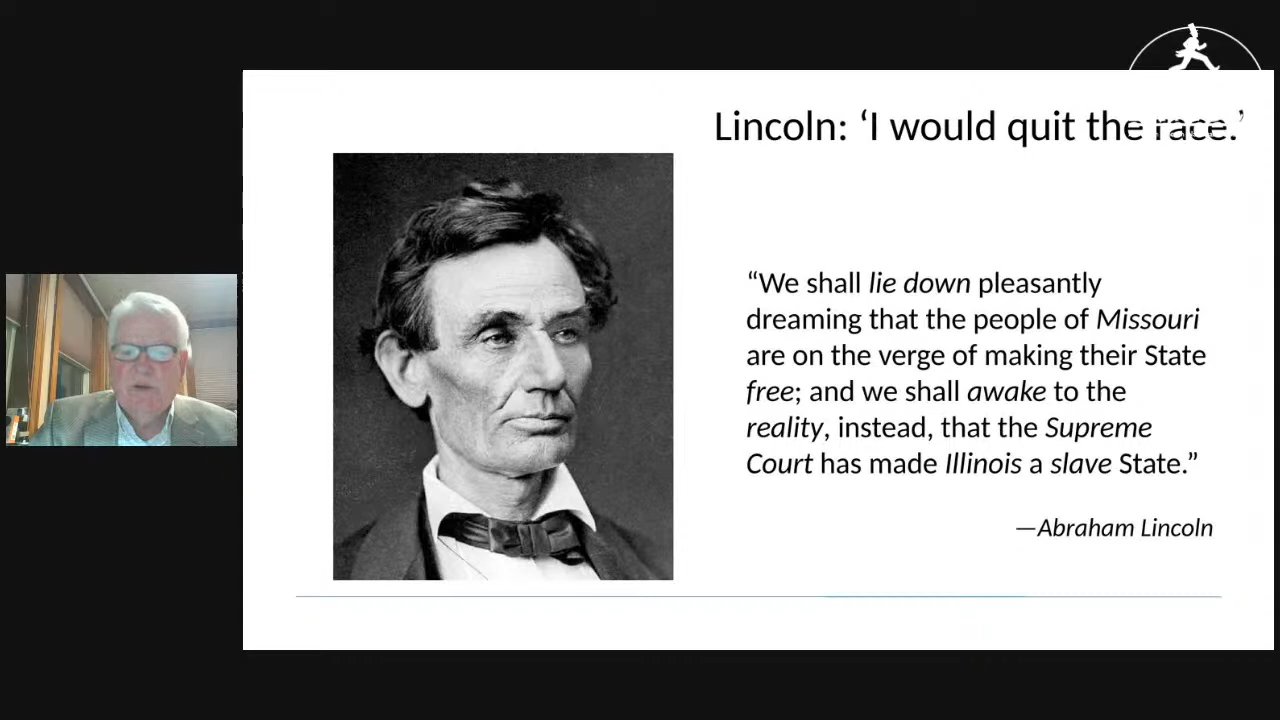 Lincoln: ‘I would quit the race.’
“We shall lie down pleasantly
dreaming that the people of Missouri
are on the verge of making their State
free; and we shall awake to the
reality, instead, that the Supreme
Court has made Illinois a slave State.”
—Abraham Lincoln